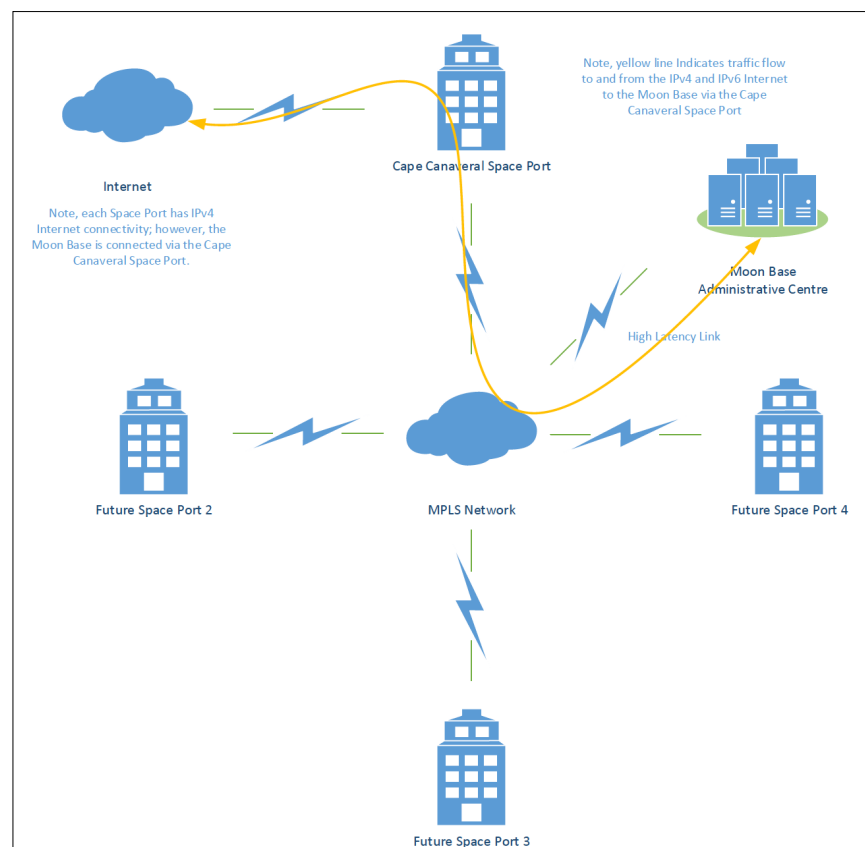 Note, yellow line Indicates traffic flow
to and from the IPv4 and IPv6 Internet
to the Moon Base via the Cape
Canaveral Space Port
Cape Canaveral Space Port
Internet
Note, each Space Port has IPv4
Internet connectivity; however, the
Moon Base is connected via the Cape
Canaveral Space Port.
Moon Base
Administrative Centre
High Latency Link
Future Space Port 2
MPLS Network
Future Space Port 4
Future Space Port 3